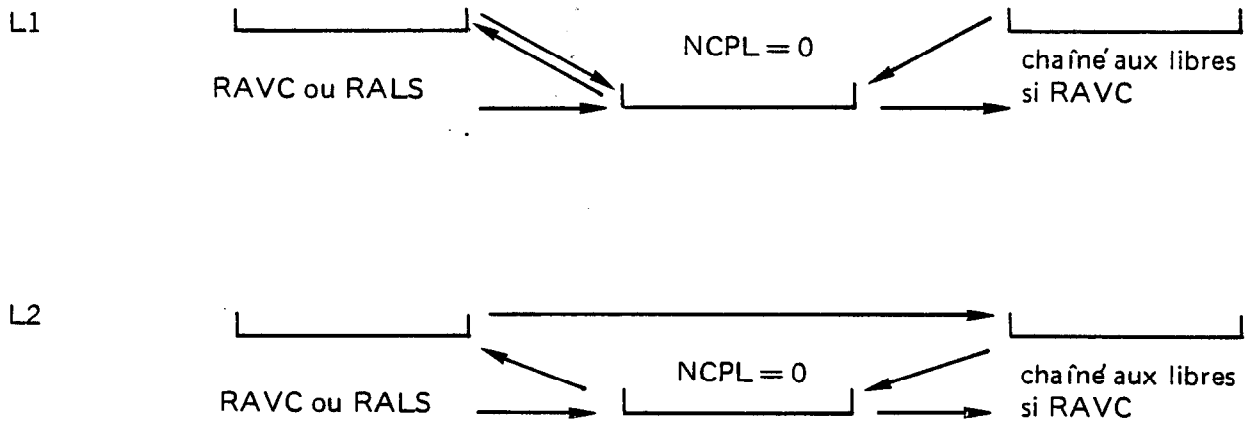 L1
NCPL = 0
RAVC ou RALS
chaîné aux libres
si RAVC
L2
NCPL = 0
RAVC ou RALS
chaîné aux libres
si RAVC